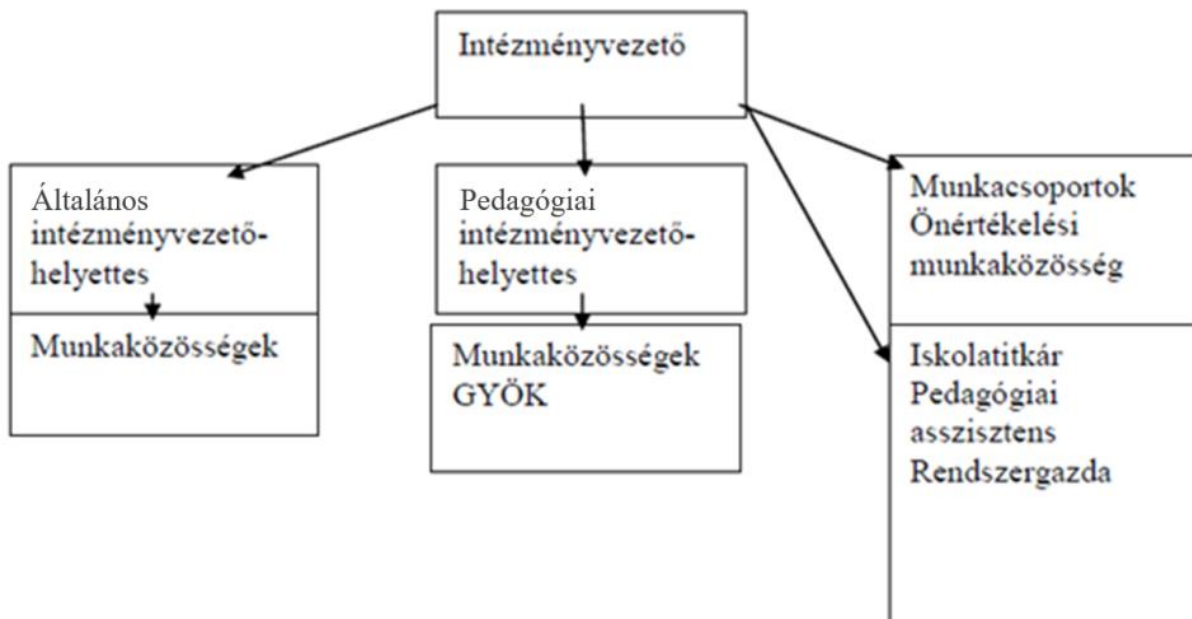 Intézményvezető
Általános
intézményvezető-
helyettes
Munkaközösségek
Pedagógiai
intézményvezető-
helyettes
Munkaközösségek
GYÖK
Munkacsoportok
Önértékelési
munkaközösség
Iskolatitkár
Pedagógiai
asszisztens
Rendszergazda